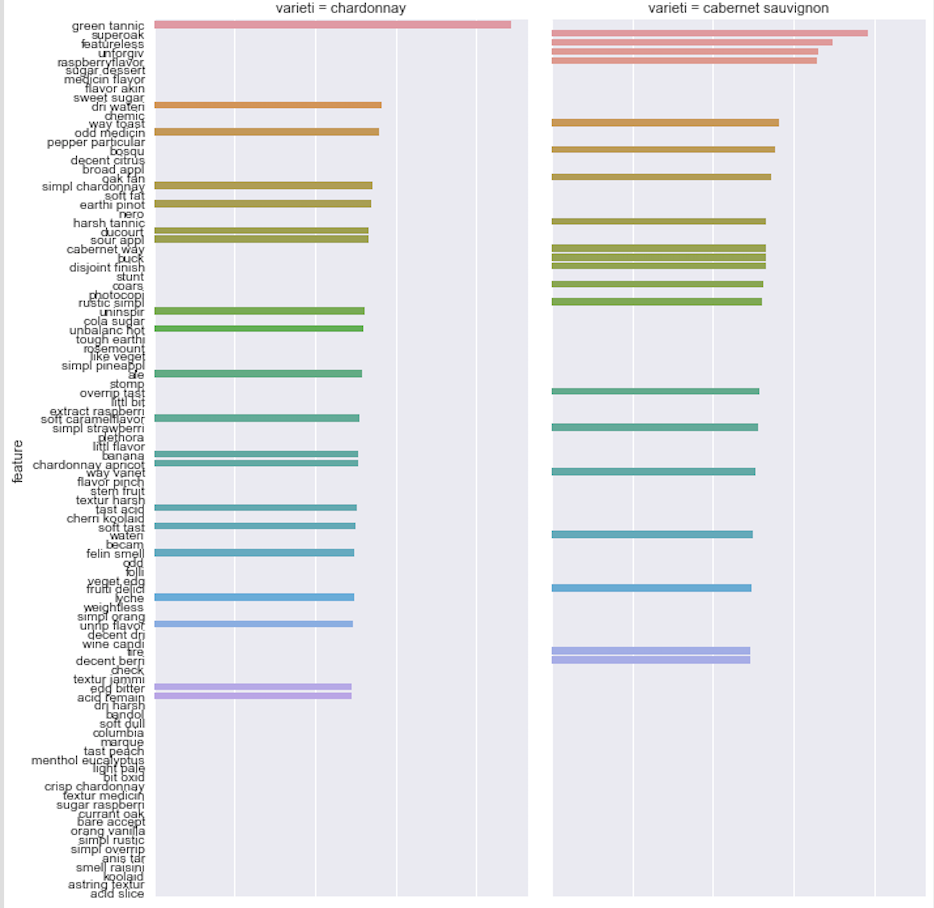 varieti = chardonnay
varieti = cabernet sauvignon
green tannic
superoak
featureless
unforgiv
raspberryflavor
sugar dessert
medicin flavor
flavor akin
sweet sugar
dri wateri
chemic
way toast
odd medicin
pepper particular
bosqu
decent citrus
broad appl
oak fan
simpl chardonnay
soft fat
earthi pinot
nero
harsh tannic
ducourt
sour appl
cabernet way
buck
disjoint finish
stunt
coars
photocopi
rustic simpl
uninspir
cola sugar
unbalanc hot
tough earthi
rosemount
like veget
simpl pineappl
ale
stomp
overrip tast
littl bit
extract raspberri
soft caramelflavor
simpl strawberri
plethora
littl flavor
banana
chardonnay apricot
way variet
flavor pinch
stem fruit
textur harsh
tast acid
cherri koolaid
soft tast
wateri
becam
felin smell
odd
folli
veget edg
fruiti delici
lyche
weightless
simpl orang
unrip flavor
decent dri
wine candi
tire
decent berri
check
textur jammi
edg bitter
acid remain
dri harsh
bandol
soft dull
columbia
marque
tast peach
menthol eucalyptus
light pale
bit oxid
crisp chardonnay
textur medicin
sugar raspberri
currant oak
bare accept
orang vanilla
simpl rustic
simpl overrip
anis tar
smell raisini
koolaid
astring textur
acid slice
feature